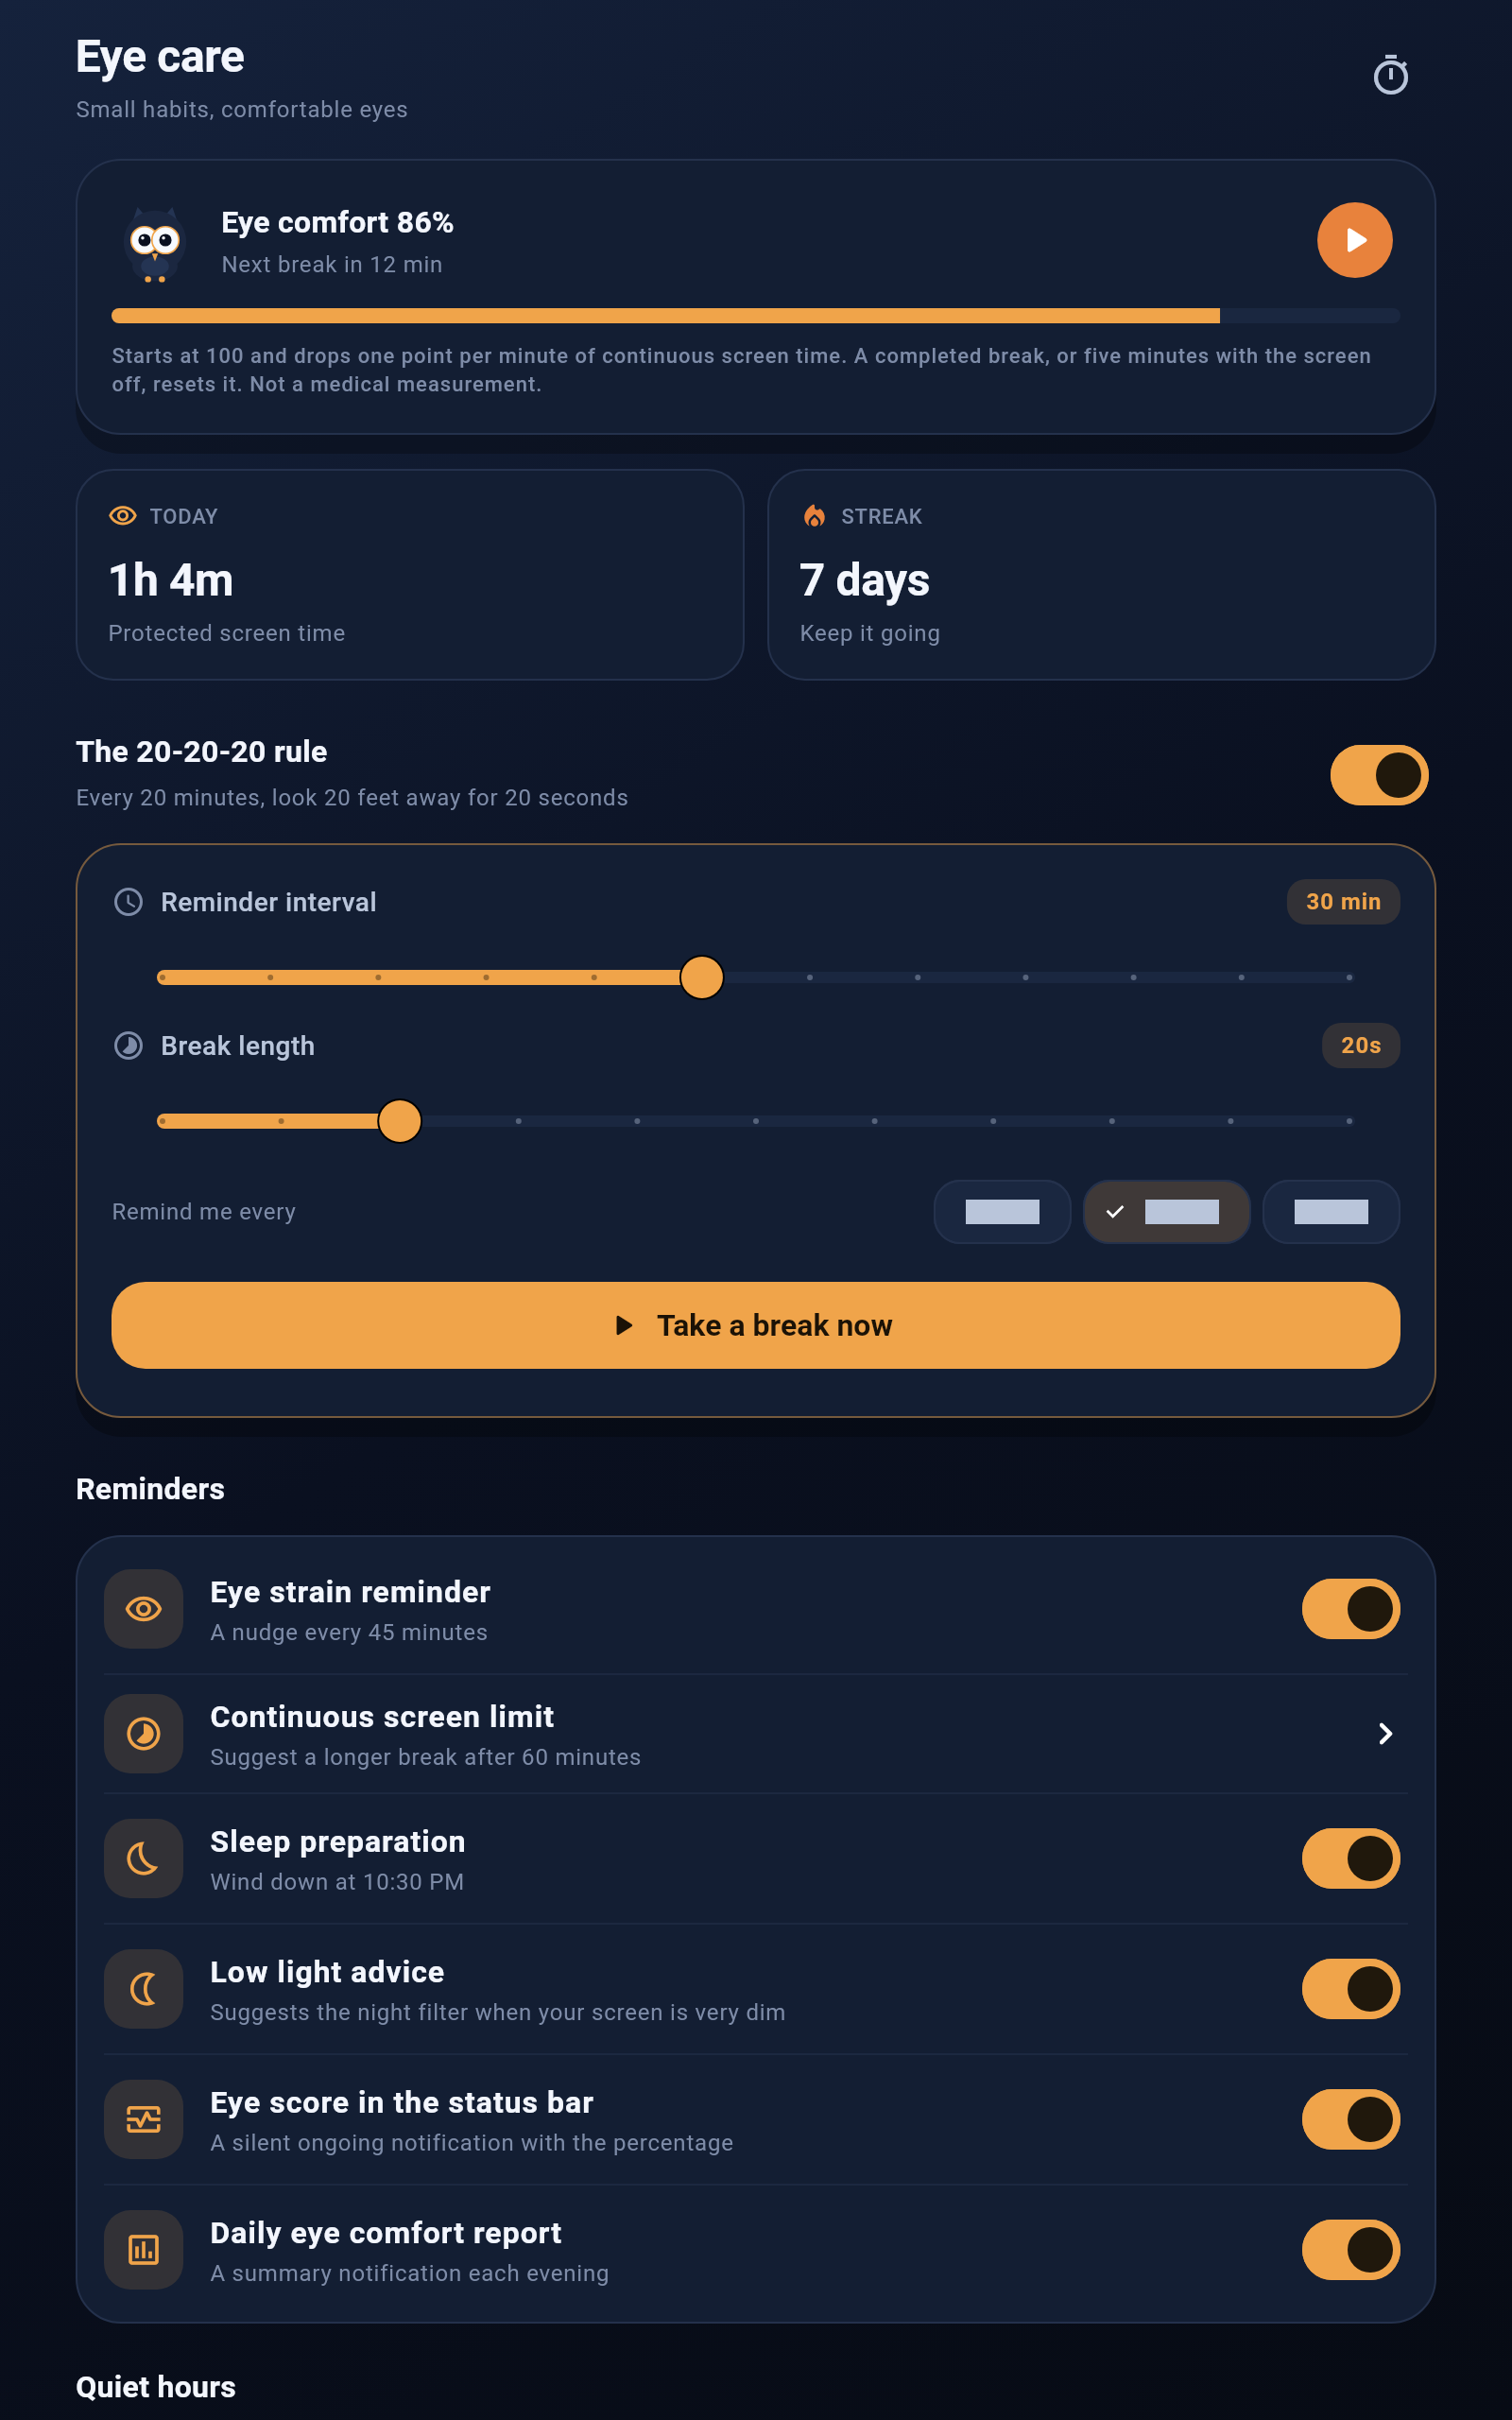 Eye care
Small habits, comfortable eyes
Eye comfort 86%
Next break in 12 min
Starts at 100 and drops one point per minute of continuous screen time. A completed break, or five minutes with the screen
off, resets it. Not a medical measurement.
TODAY
1h 4m
Protected screen time
STREAK
7 days
Keep it going
The 20-20-20 rule
Every 20 minutes, look 20 feet away for 20 seconds
Reminder interval
30 min
Break length
20s
Remind me every
Take a break now
Reminders
Eye strain reminder
A nudge every 45 minutes
Continuous screen limit
Suggest a longer break after 60 minutes
Sleep preparation
Wind down at 10:30 PM
Low light advice
Suggests the night filter when your screen is very dim
Eye score in the status bar
A silent ongoing notification with the percentage
Daily eye comfort report
A summary notification each evening
Quiet hours